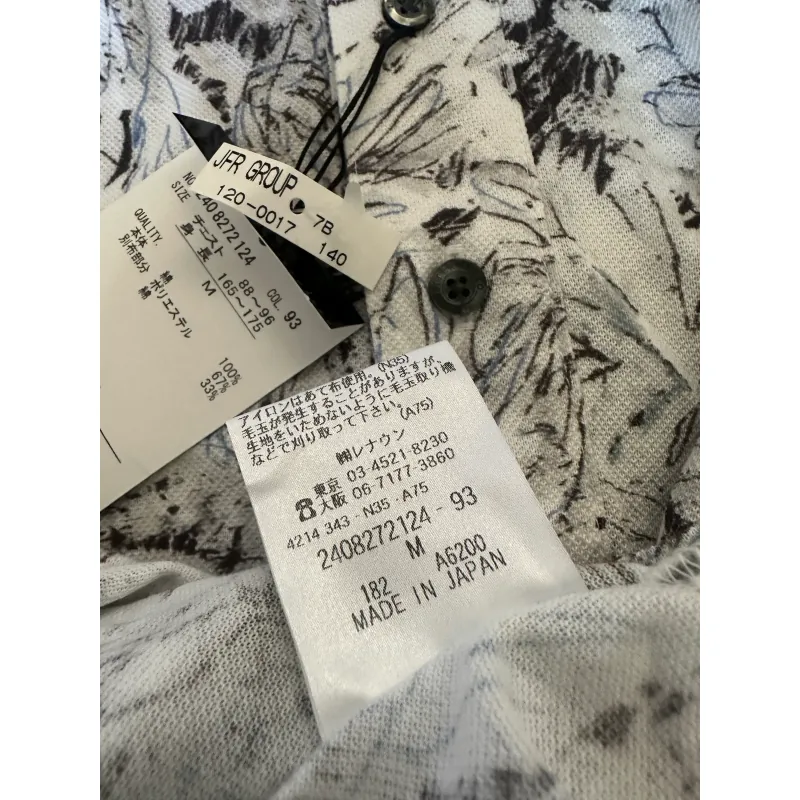 JFR GROUP
120-0017 7B
140
NO 2408272124 COL. 93
SIZE
チェスト 88~96
身長 165~175
M
QUALITY.
本体 綿 100%
別布部分 ポリエステル 67%
綿 33%
アイロンはあて布使用。(N35)
毛玉が発生することがありますが、
生地をいためないように毛玉取り機
などで刈り取って下さい。(A75)
㈱レナウン
東京 03-4521-8230
大阪 06-7177-3860
4214 343 - N35 - A75
2408272124 - 93
M
182 A6200
MADE IN JAPAN